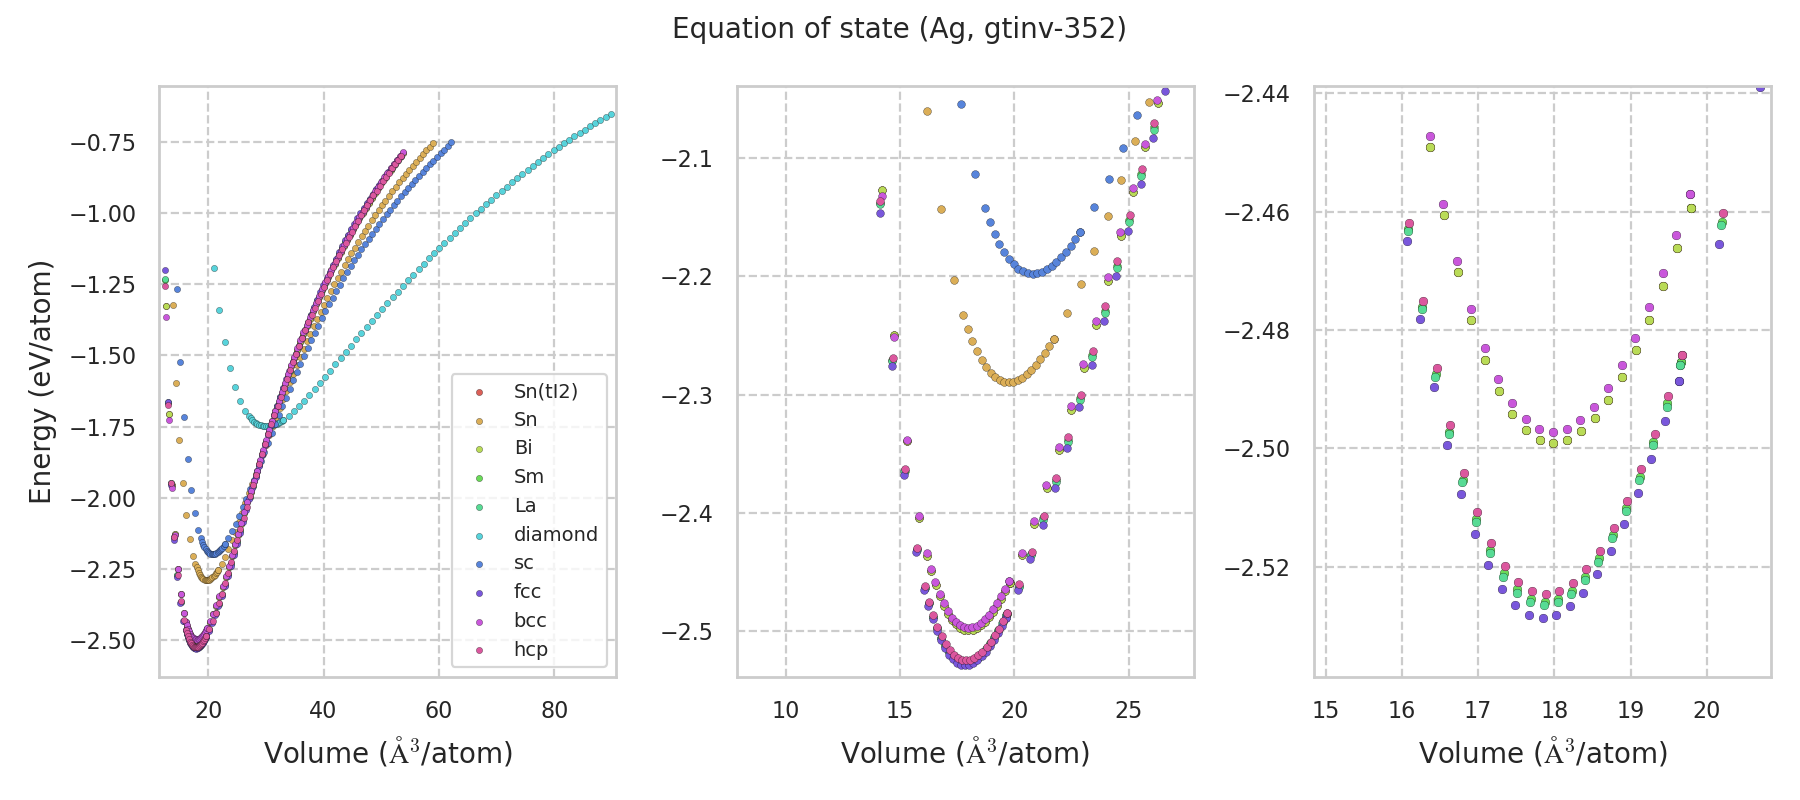 Equation of state (Ag, gtinv-352)
Energy (eV/atom)
−0.75
−1.00
−1.25
−1.50
−1.75
−2.00
−2.25
−2.50
20 40 60 80
Volume (Å³/atom)
Sn(tI2)
Sn
Bi
Sm
La
diamond
sc
fcc
bcc
hcp
−2.1
−2.2
−2.3
−2.4
−2.5
10 15 20 25
Volume (Å³/atom)
−2.44
−2.46
−2.48
−2.50
−2.52
15 16 17 18 19 20
Volume (Å³/atom)